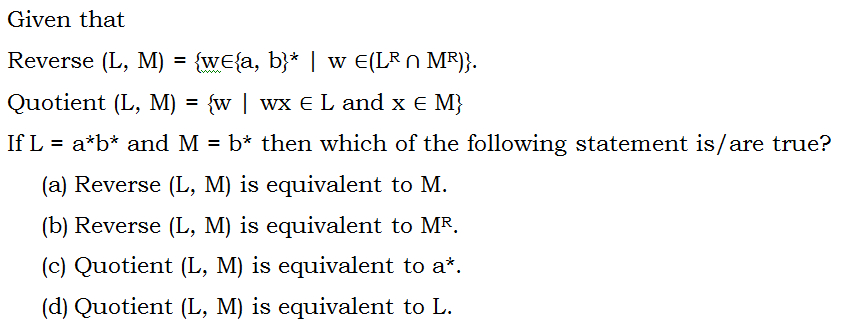 Given that
Reverse (L, M) = {w∈{a, b}* | w ∈(Lᴿ ∩ Mᴿ)}.
Quotient (L, M) = {w | wx ∈ L and x ∈ M}
If L = a*b* and M = b* then which of the following statement is/are true?
(a) Reverse (L, M) is equivalent to M.
(b) Reverse (L, M) is equivalent to Mᴿ.
(c) Quotient (L, M) is equivalent to a*.
(d) Quotient (L, M) is equivalent to L.